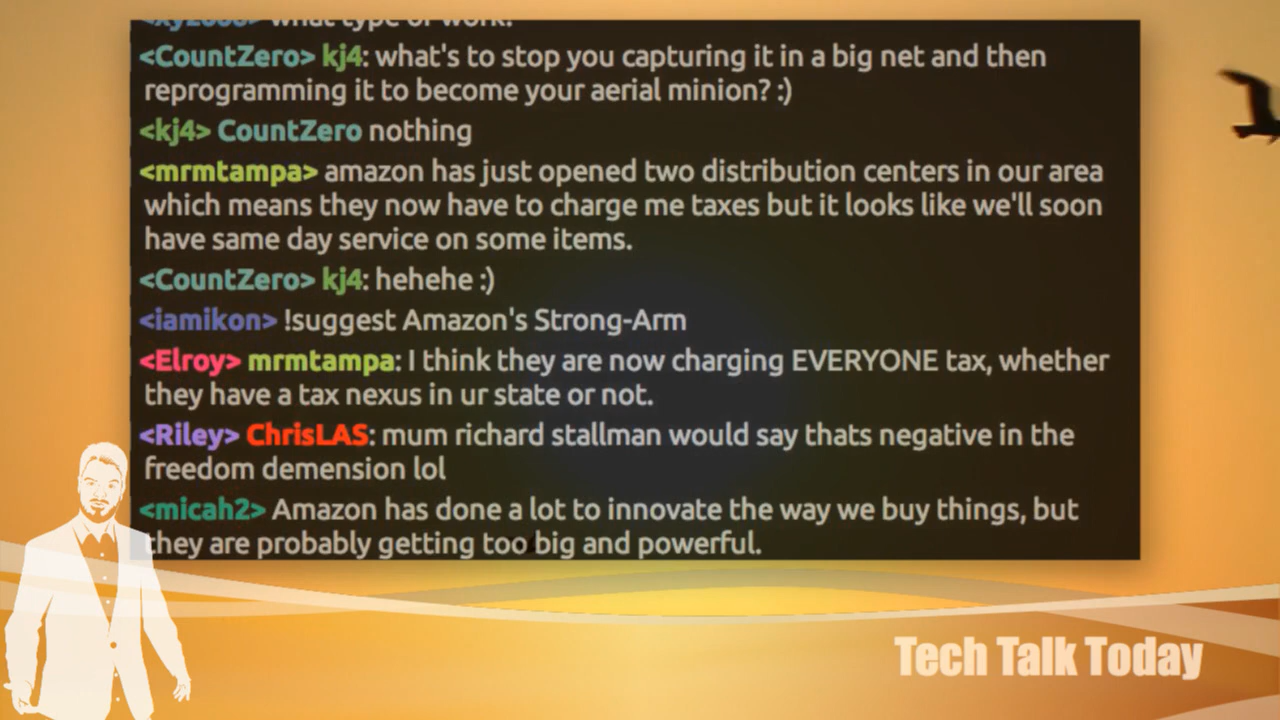 what type of work.
<CountZero> kj4: what's to stop you capturing it in a big net and then
reprogramming it to become your aerial minion? :)
<kj4> CountZero nothing
<mrmtampa> amazon has just opened two distribution centers in our area
which means they now have to charge me taxes but it looks like we'll soon
have same day service on some items.
<CountZero> kj4: hehehe :)
<iamikon> !suggest Amazon's Strong-Arm
<Elroy> mrmtampa: I think they are now charging EVERYONE tax, whether
they have a tax nexus in ur state or not.
<Riley> ChrisLAS: mum richard stallman would say thats negative in the
freedom demension lol
<micah2> Amazon has done a lot to innovate the way we buy things, but
they are probably getting too big and powerful.
Tech Talk Today